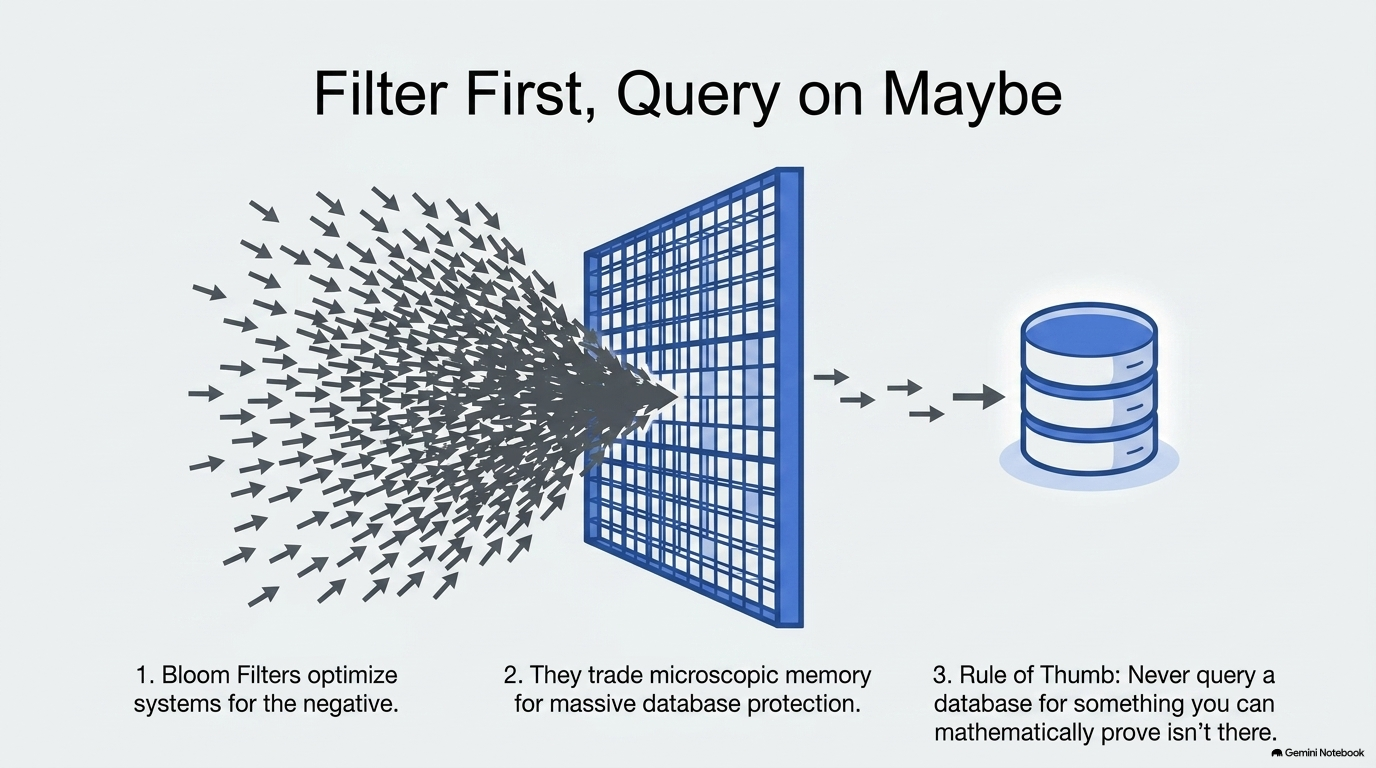 Filter First, Query on Maybe
1. Bloom Filters optimize
systems for the negative.
2. They trade microscopic memory
for massive database protection.
3. Rule of Thumb: Never query a
database for something you can
mathematically prove isn’t there.
Gemini Notebook